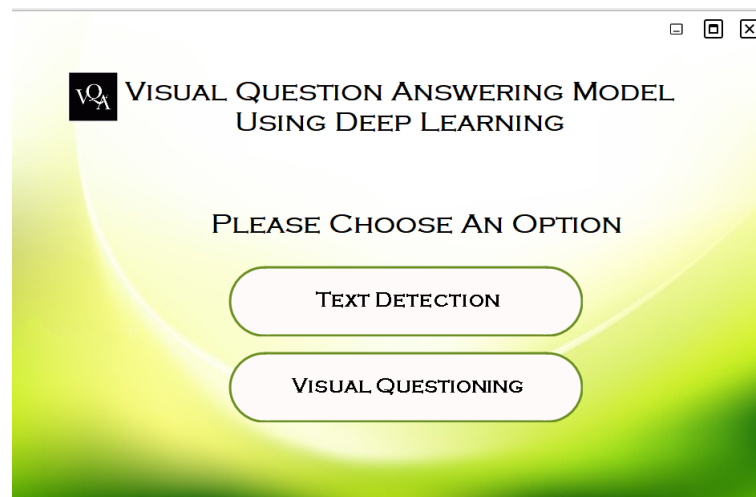 VQA
Visual Question Answering Model
Using Deep Learning
Please Choose An Option
Text Detection
Visual Questioning